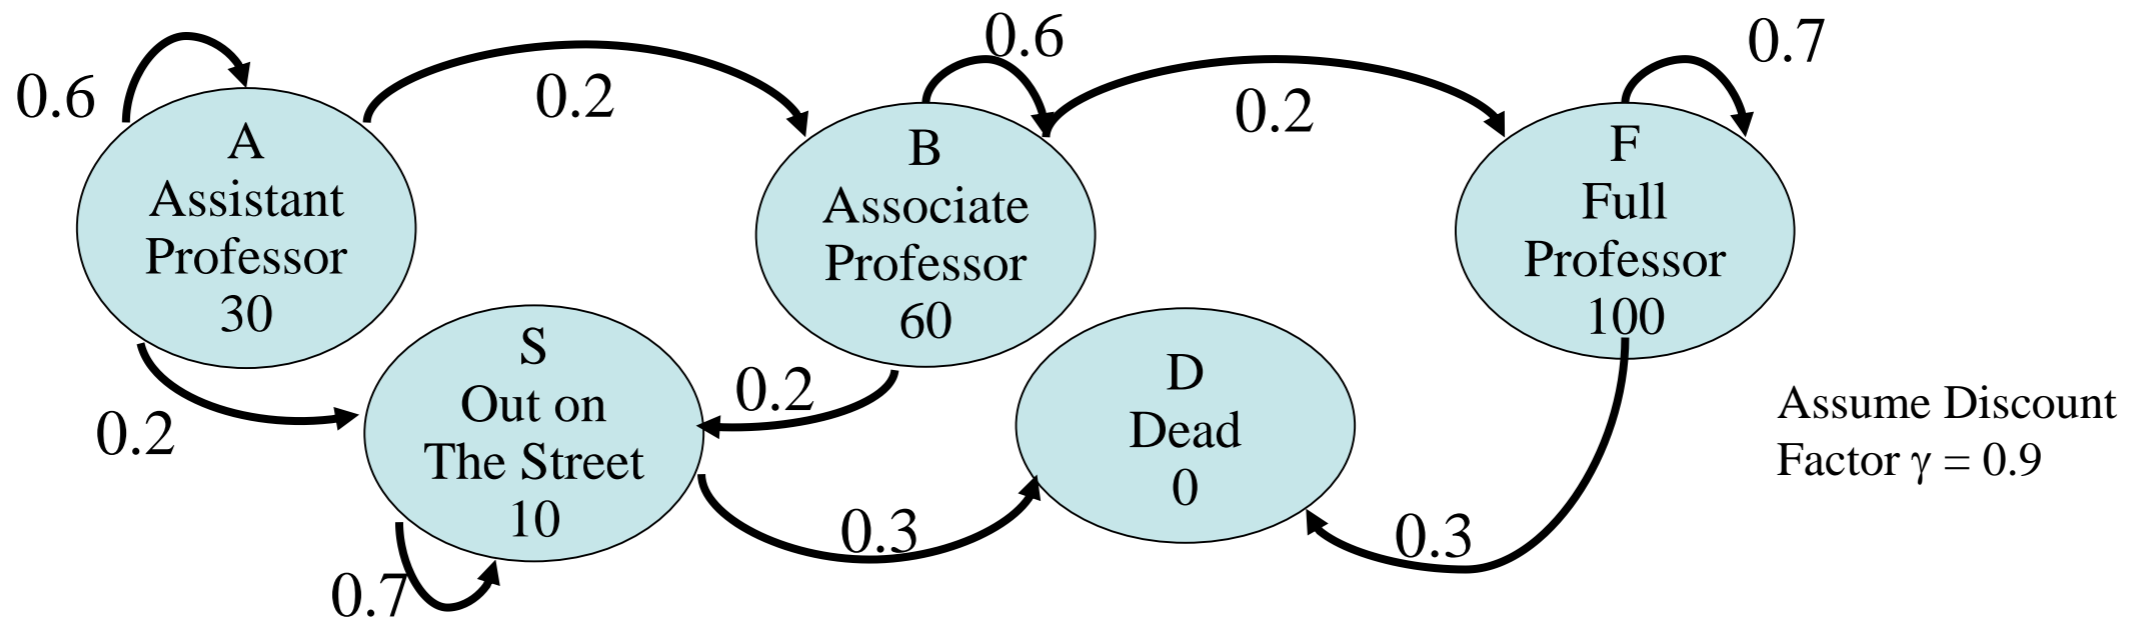 0.6
A
Assistant
Professor
30
0.2
0.6
B
Associate
Professor
60
0.2
0.7
F
Full
Professor
100
0.2
S
Out on
The Street
10
0.7
0.2
0.3
D
Dead
0
0.3
Assume Discount
Factor γ = 0.9